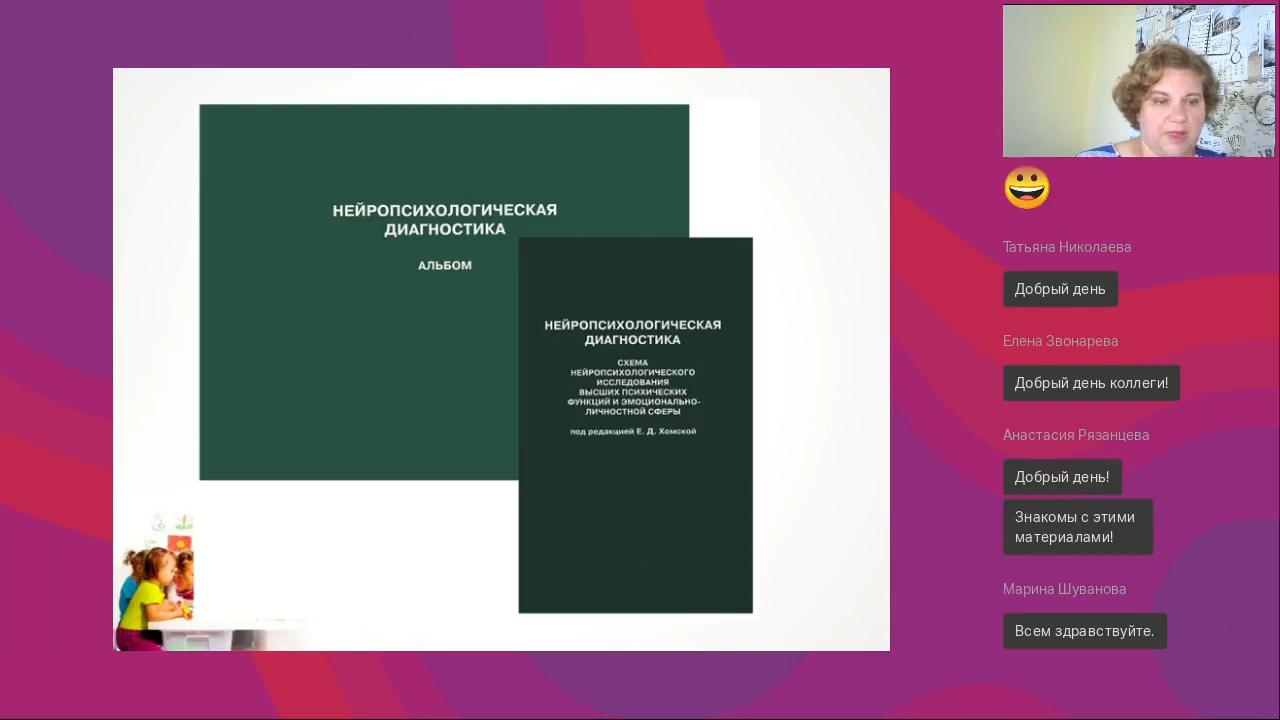 НЕЙРОПСИХОЛОГИЧЕСКАЯ
ДИАГНОСТИКА
АЛЬБОМ
НЕЙРОПСИХОЛОГИЧЕСКАЯ
ДИАГНОСТИКА
СХЕМА
НЕЙРОПСИХОЛОГИЧЕСКОГО
ИССЛЕДОВАНИЯ
ВЫСШИХ ПСИХИЧЕСКИХ
ФУНКЦИЙ И ЭМОЦИОНАЛЬНО-
ЛИЧНОСТНОЙ СФЕРЫ
под редакцией Е. Д. Хомской
Татьяна Николаева
Добрый день
Елена Звонарева
Добрый день коллеги!
Анастасия Рязанцева
Добрый день!
Знакомы с этими
материалами!
Марина Шуванова
Всем здравствуйте.